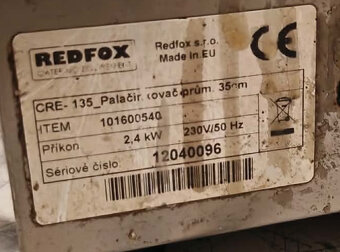 REDFOX
Redfox s.r.o.
Made in EU
CE
CRE- 135_Palačinkovač prům. 35cm
ITEM 101600540
Příkon 2,4 kW 230V/50 Hz
Sériové číslo 12040096